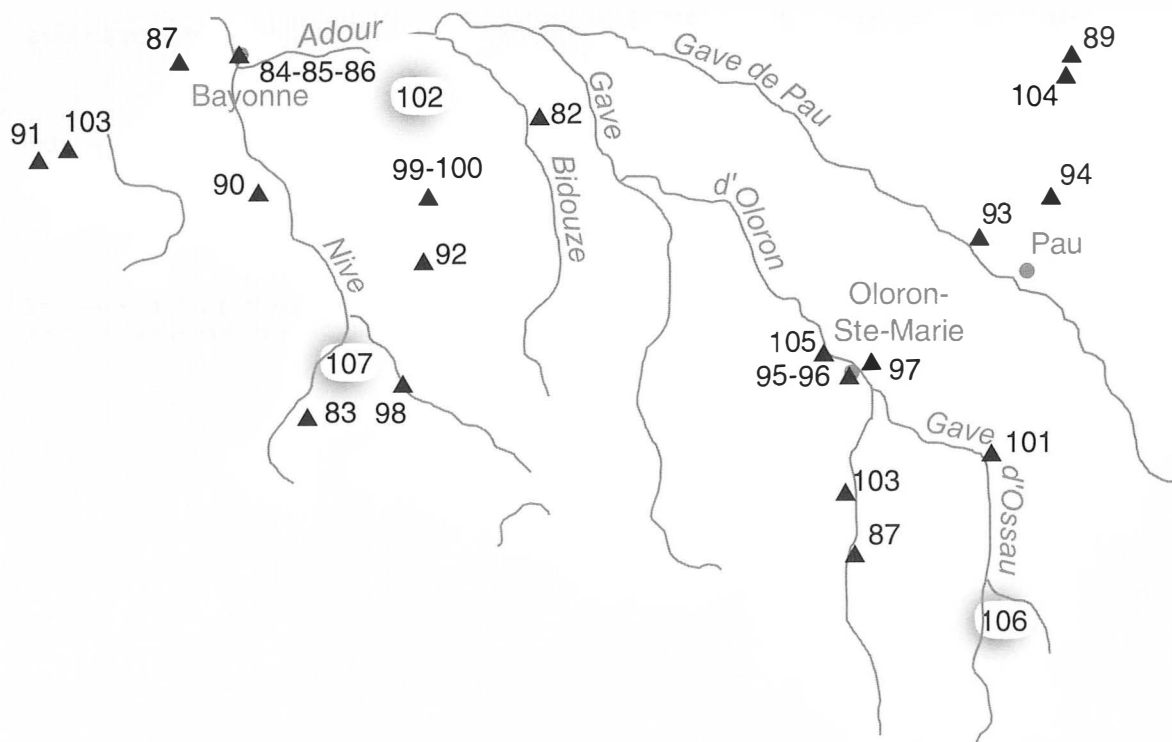 87
Adour
84-85-86
Bayonne
102
Gave
Gave de Pau
89
104
91
103
82
90
99-100
Bidouze
d'Oloron
94
93
Pau
Nive
92
Oloron-
Ste-Marie
107
105
95-96
97
83
98
Gave
101
d'Ossau
103
87
106